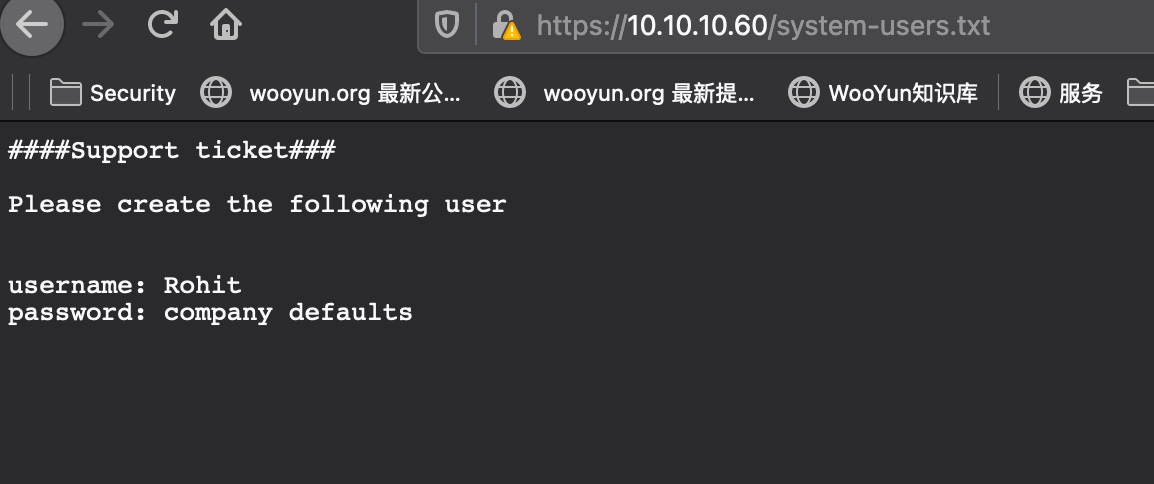 https://10.10.10.60/system-users.txt
Security wooyun.org 最新公... wooyun.org 最新提... WooYun知识库 服务
####Support ticket###
Please create the following user
username: Rohit
password: company defaults